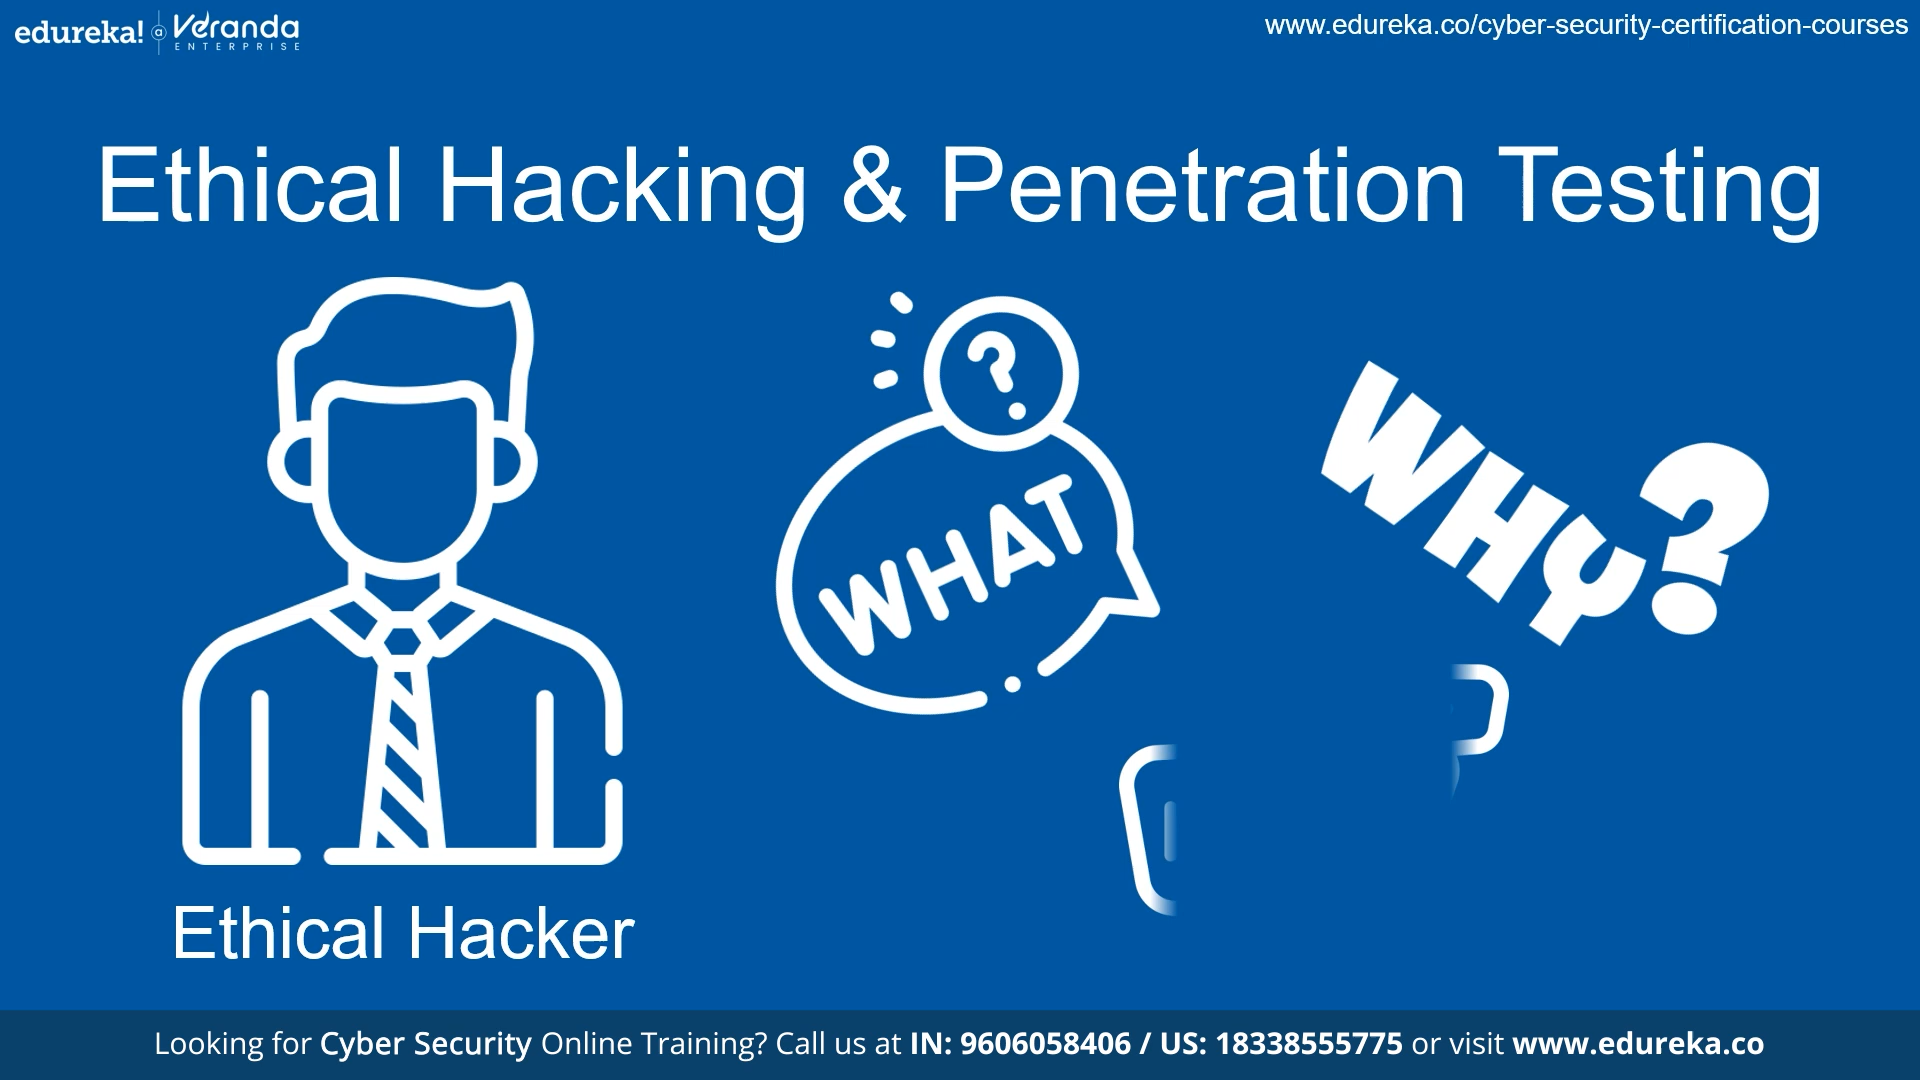 edureka! a Veranda
ENTERPRISE
www.edureka.co/cyber-security-certification-courses
Ethical Hacking & Penetration Testing
?
WHAT
WHY?
Ethical Hacker
Looking for Cyber Security Online Training? Call us at IN: 9606058406 / US: 18338555775 or visit www.edureka.co